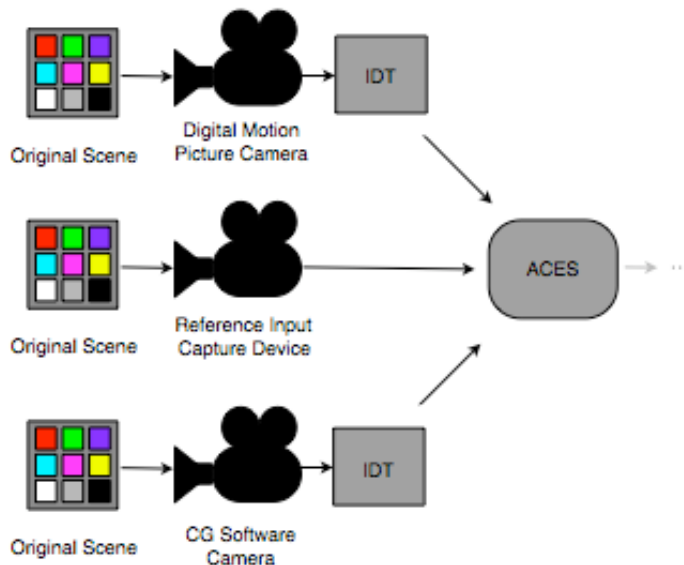 IDT
Original Scene
Digital Motion
Picture Camera
ACES
Original Scene
Reference Input
Capture Device
IDT
Original Scene
CG Software
Camera